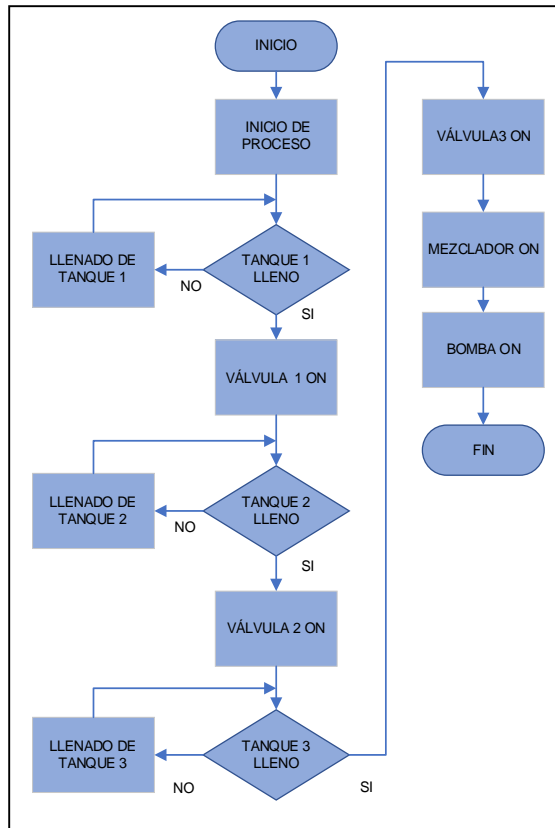 INICIO
INICIO DE
PROCESO
TANQUE 1
LLENO
LLENADO DE
TANQUE 1
NO
SI
VÁLVULA 1 ON
TANQUE 2
LLENO
LLENADO DE
TANQUE 2
NO
SI
VÁLVULA 2 ON
TANQUE 3
LLENO
LLENADO DE
TANQUE 3
NO
SI
VÁLVULA3 ON
MEZCLADOR ON
BOMBA ON
FIN